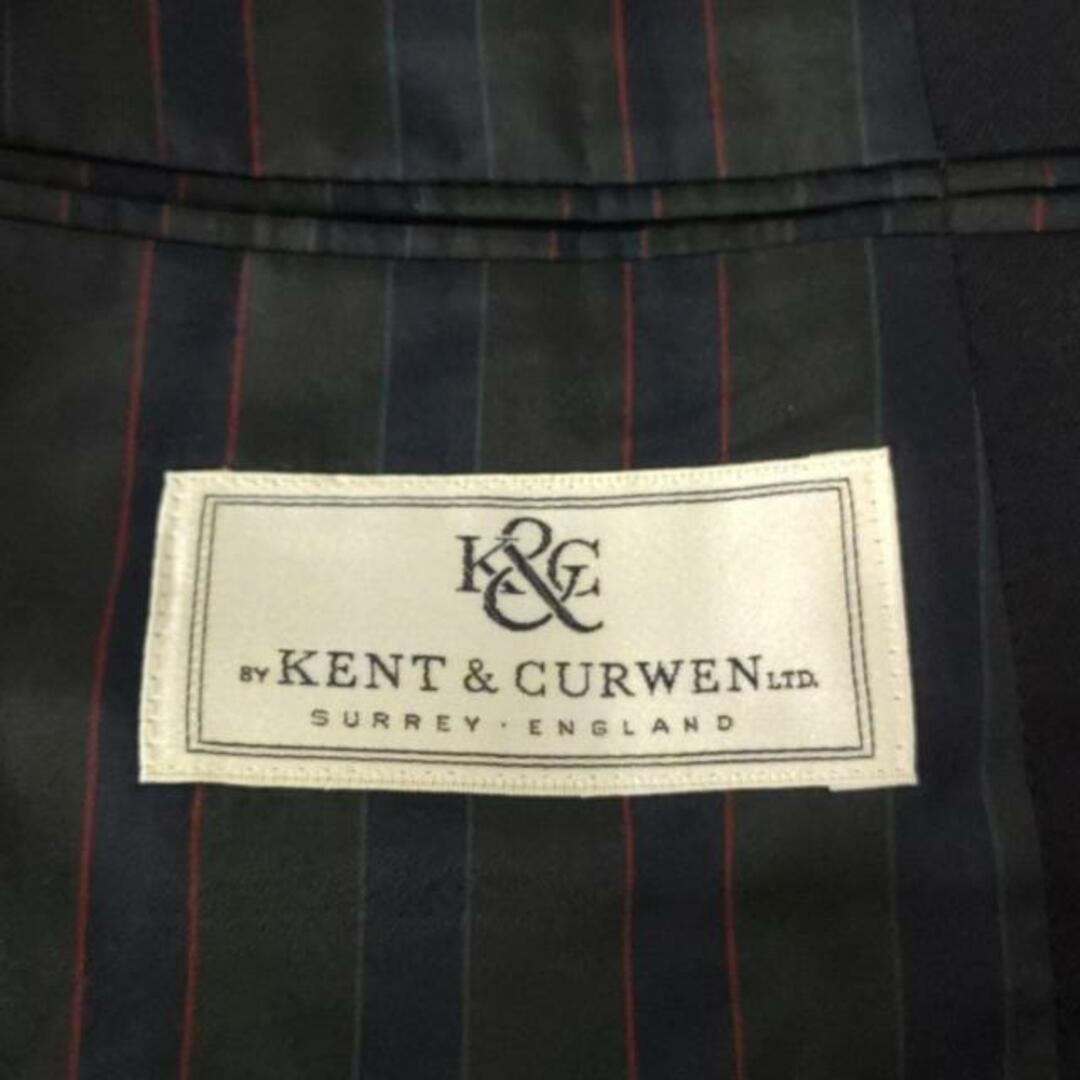 K&C
BY KENT & CURWEN LTD.
SURREY · ENGLAND